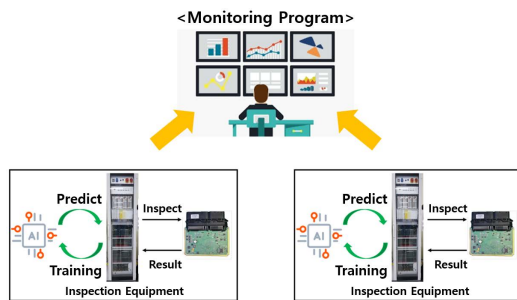 <Monitoring Program>
Predict
Inspect
AI
Training
Result
Inspection Equipment
Predict
Inspect
AI
Training
Result
Inspection Equipment